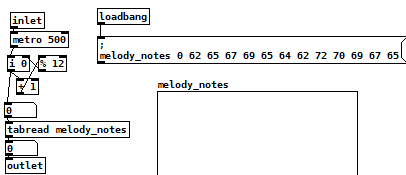 inlet
loadbang
metro 500
;
melody_notes 0 62 65 67 69 65 64 62 72 70 69 67 65
i 0
% 12
+ 1
melody_notes
0
tabread melody_notes
0
outlet